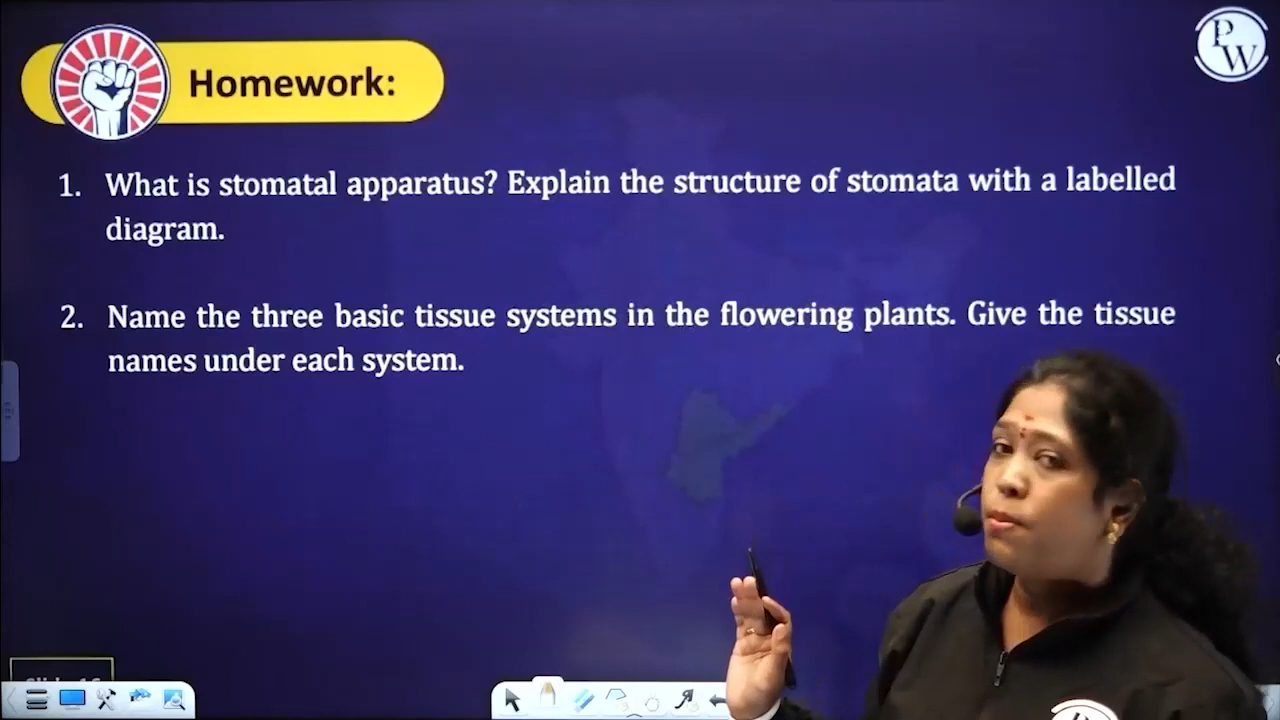 Homework:
PW
1. What is stomatal apparatus? Explain the structure of stomata with a labelled
diagram.
2. Name the three basic tissue systems in the flowering plants. Give the tissue
names under each system.